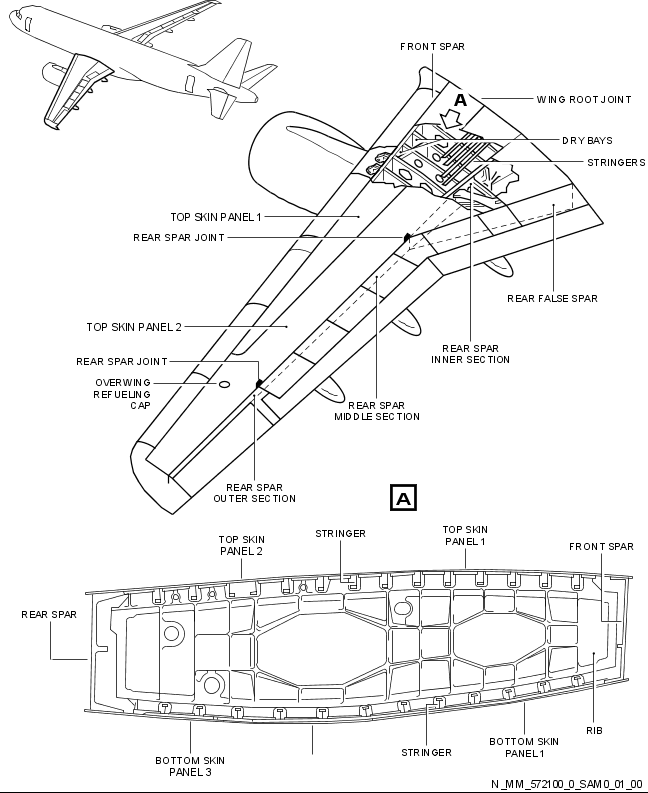 FRONT SPAR
A
WING ROOT JOINT
DRY BAYS
STRINGERS
TOP SKIN PANEL 1
REAR SPAR JOINT
REAR FALSE SPAR
TOP SKIN PANEL 2
REAR SPAR
INNER SECTION
REAR SPAR JOINT
OVERWING
REFUELING
CAP
REAR SPAR
MIDDLE SECTION
REAR SPAR
OUTER SECTION
A
TOP SKIN
PANEL 2
STRINGER
TOP SKIN
PANEL 1
FRONT SPAR
REAR SPAR
RIB
BOTTOM SKIN
PANEL 3
STRINGER
BOTTOM SKIN
PANEL 1
N_MM_572100_0_SAM0_01_00